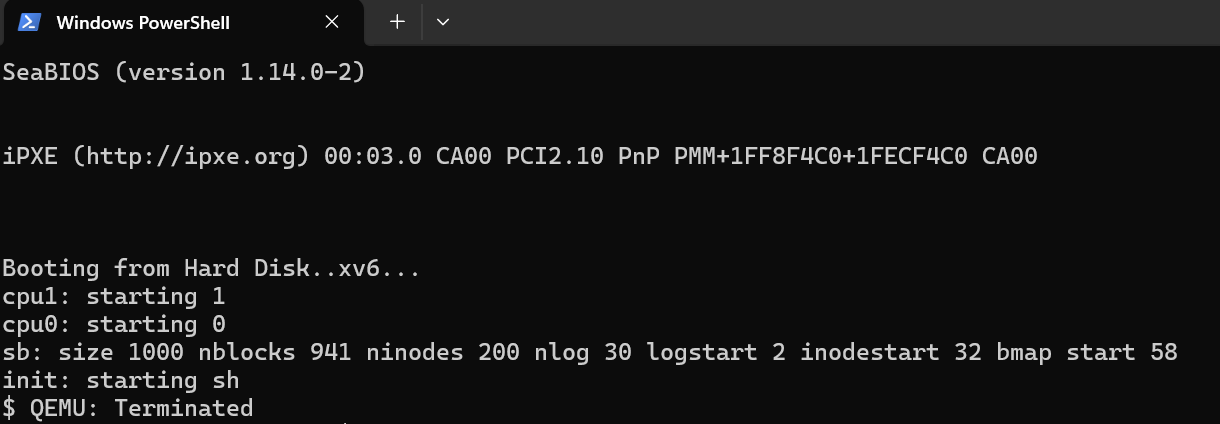 Windows PowerShell
SeaBIOS (version 1.14.0-2)
iPXE (http://ipxe.org) 00:03.0 CA00 PCI2.10 PnP PMM+1FF8F4C0+1FECF4C0 CA00
Booting from Hard Disk..xv6...
cpu1: starting 1
cpu0: starting 0
sb: size 1000 nblocks 941 ninodes 200 nlog 30 logstart 2 inodestart 32 bmap start 58
init: starting sh
$ QEMU: Terminated